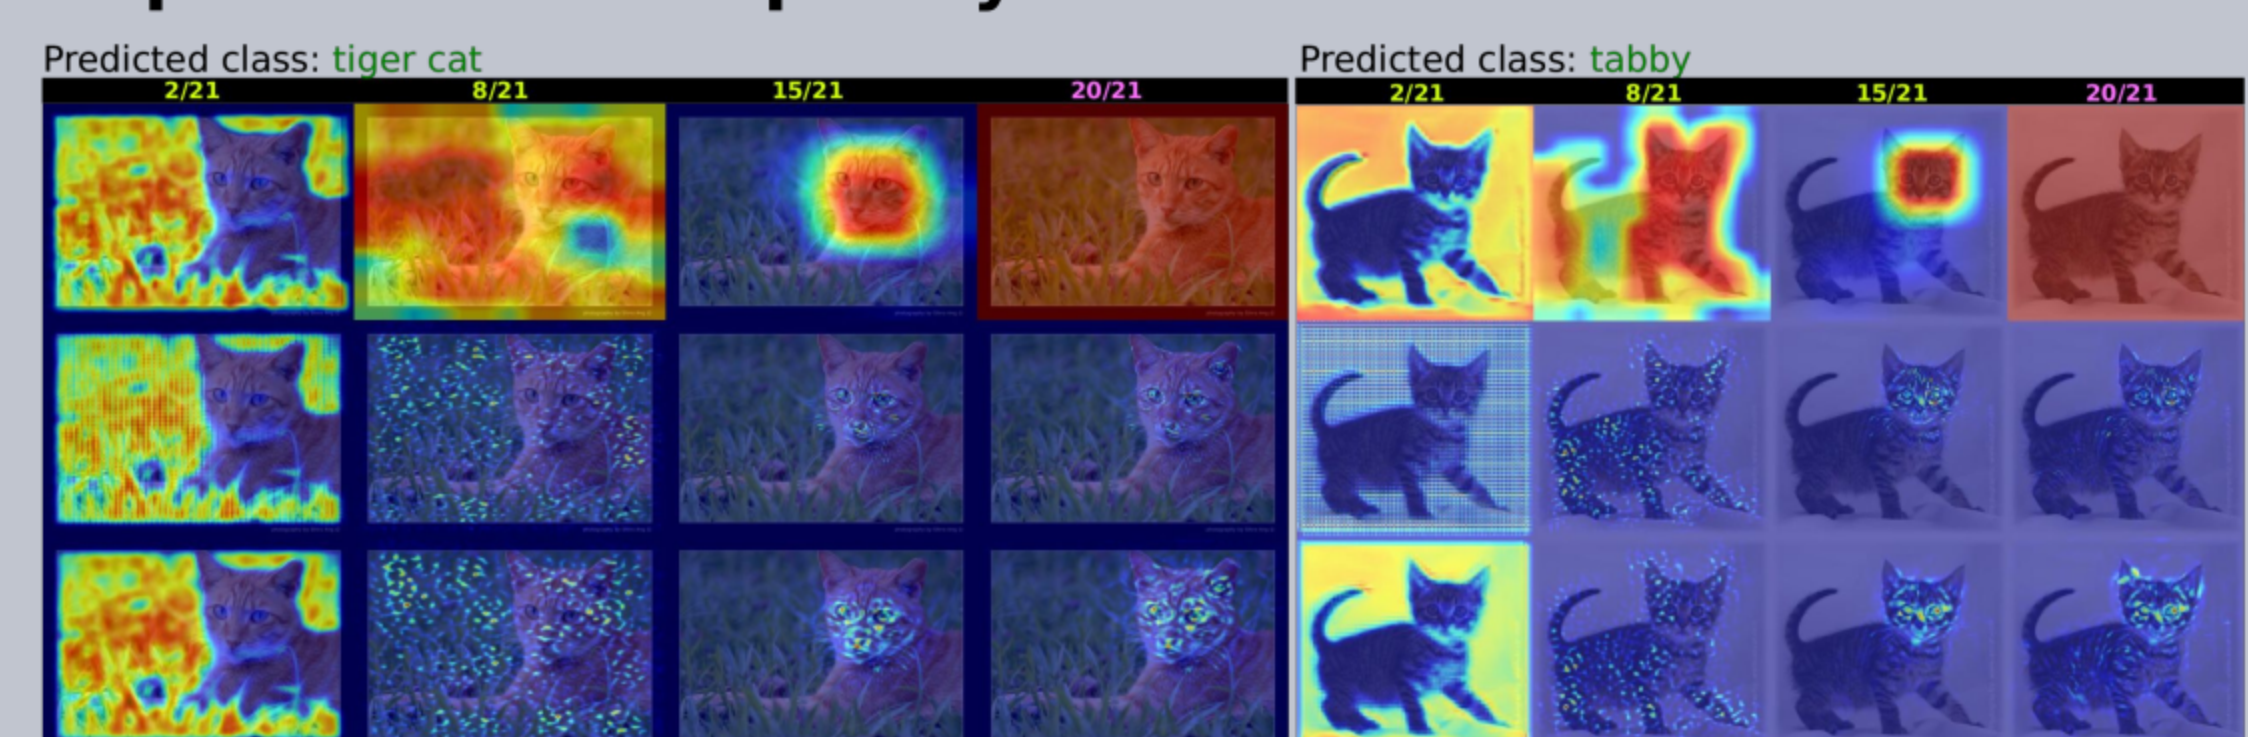 Predicted class: tiger cat
2/21 8/21 15/21 20/21
Predicted class: tabby
2/21 8/21 15/21 20/21